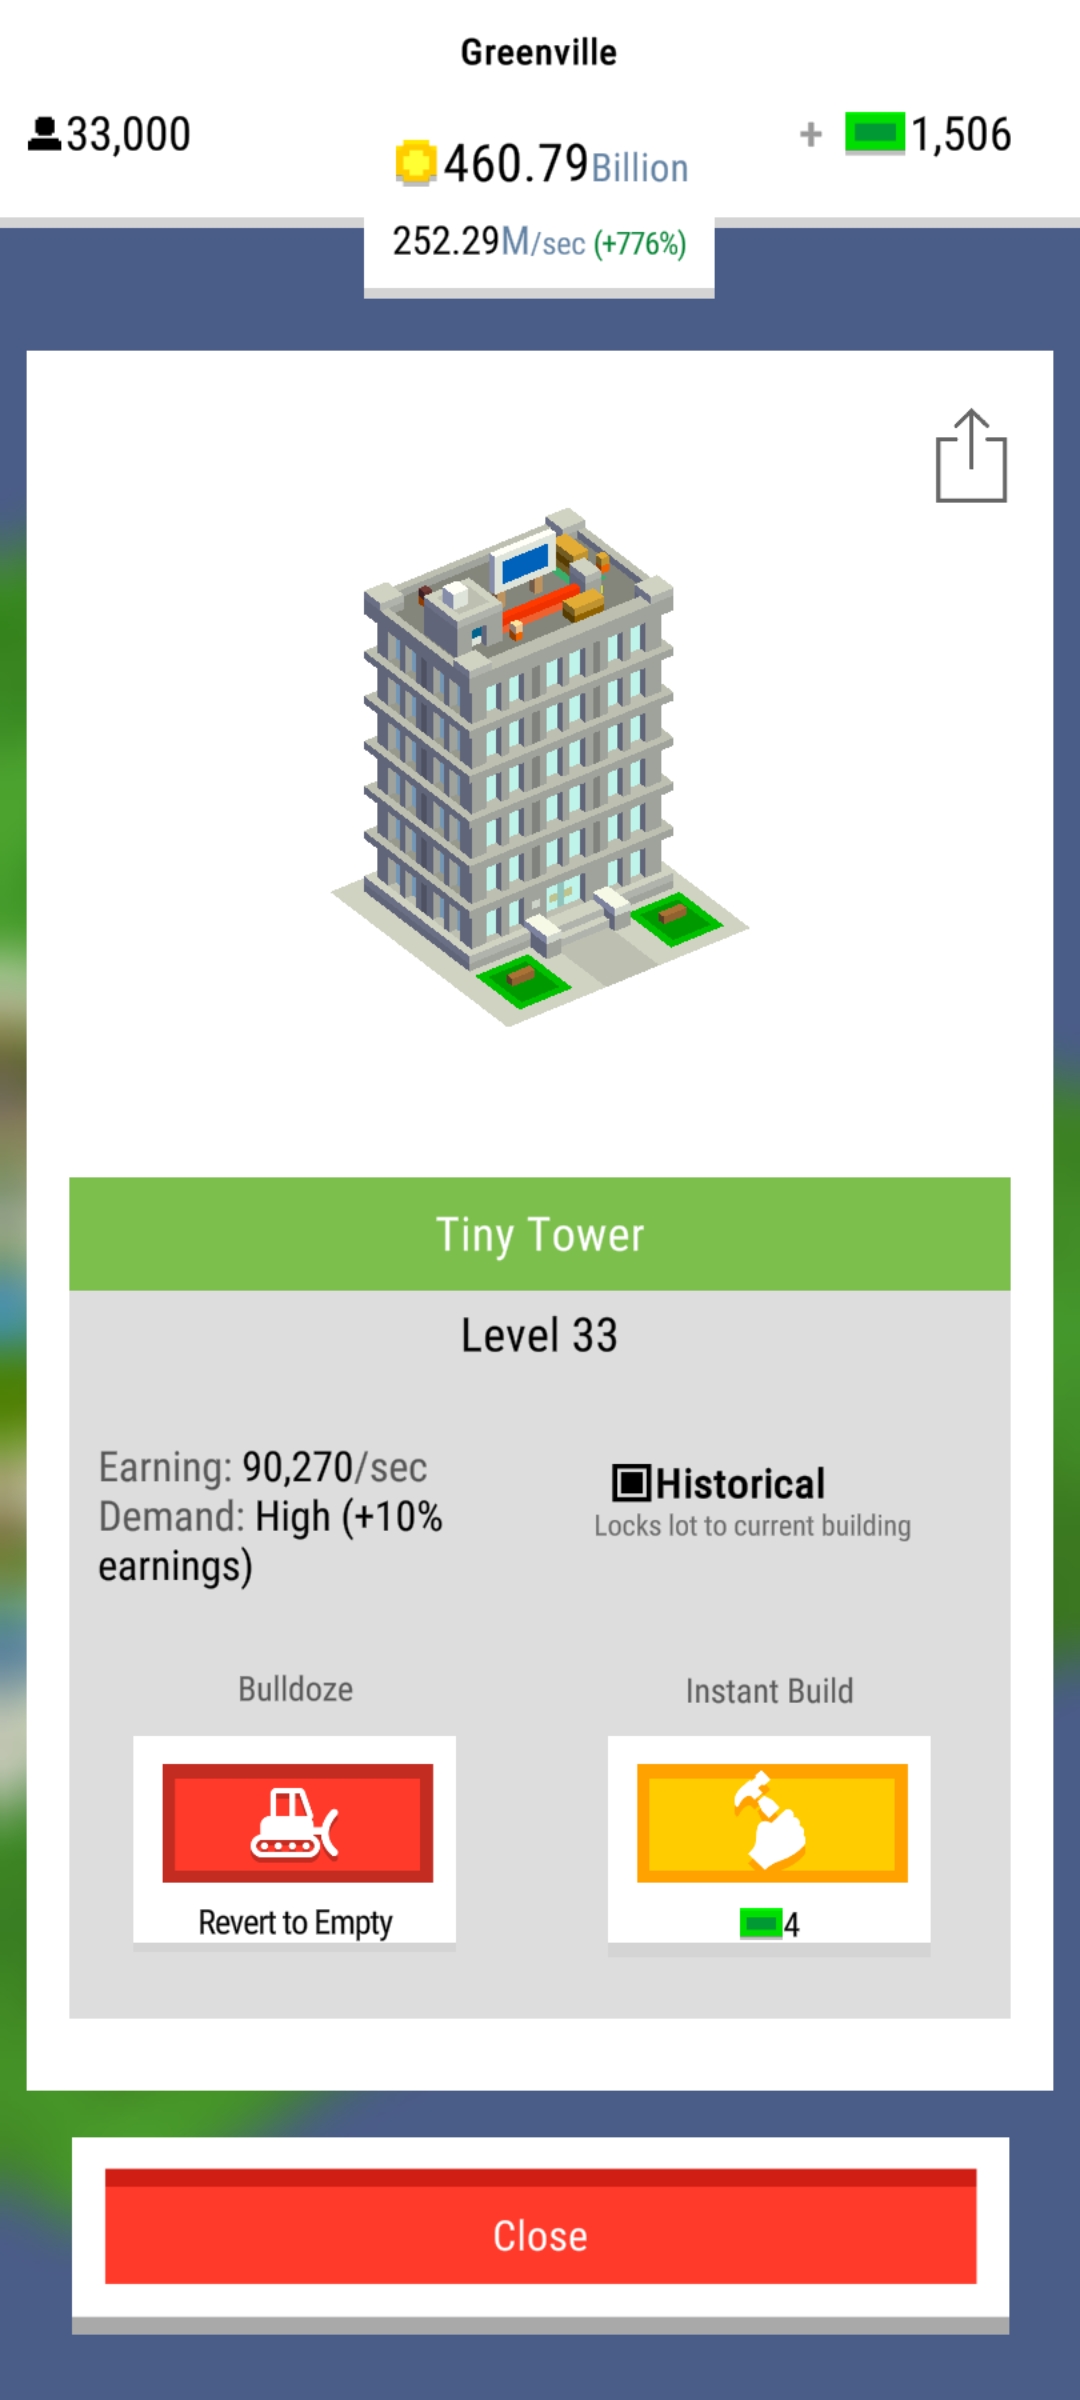 Greenville
33,000
460.79Billion
+ 1,506
252.29M/sec (+776%)
Tiny Tower
Level 33
Earning: 90,270/sec
Demand: High (+10%
earnings)
Historical
Locks lot to current building
Bulldoze
Instant Build
Revert to Empty
4
Close